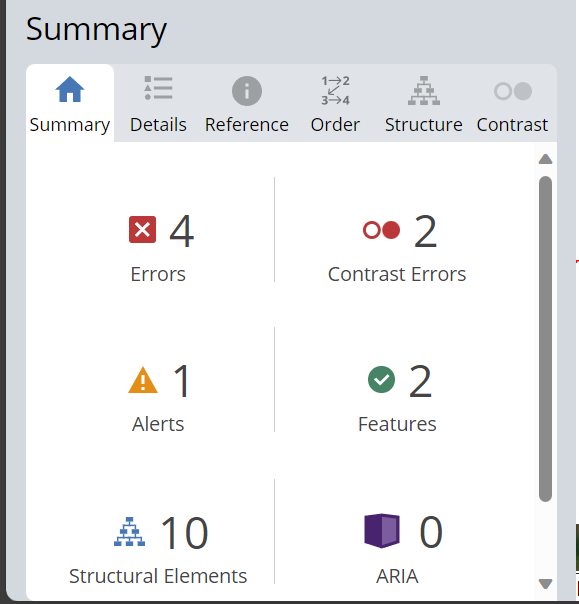 Summary
Summary Details Reference Order Structure Contrast
1→2
3→4
4 2
Errors Contrast Errors
1 2
Alerts Features
10 0
Structural Elements ARIA